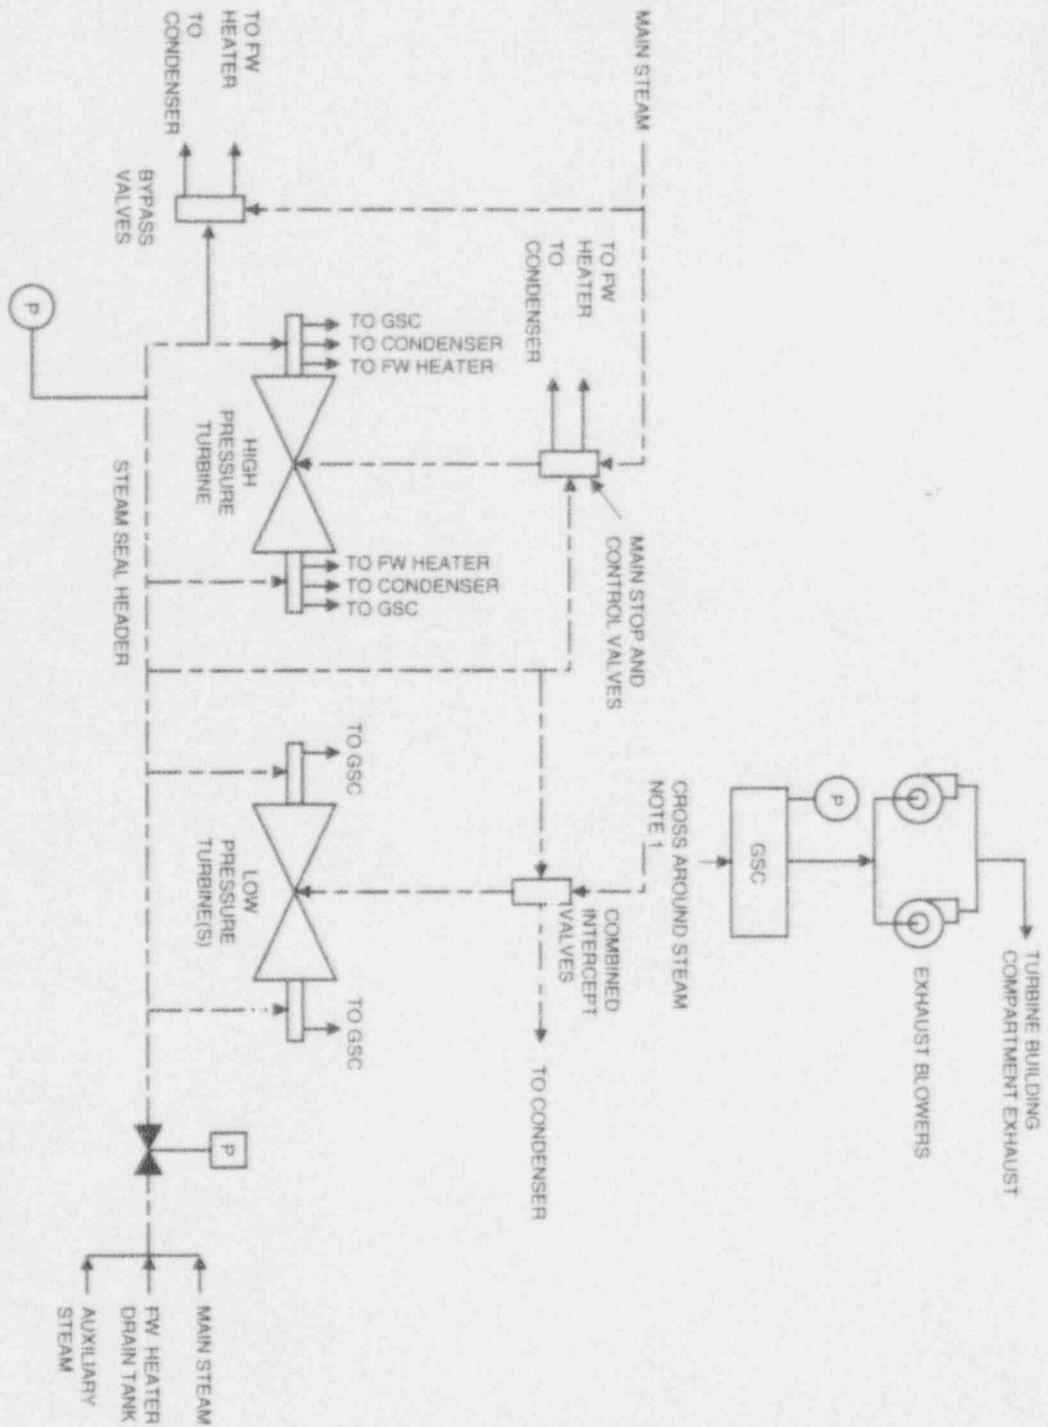 MAIN STEAM
TO FW
HEATER
TO
CONDENSER
BYPASS
VALVES
P
TO FW
HEATER
TO
CONDENSER
TO GSC
TO CONDENSER
TO FW HEATER
HIGH
PRESSURE
TURBINE
TO FW HEATER
TO CONDENSER
TO GSC
MAIN STOP AND
CONTROL VALVES
STEAM SEAL HEADER
TURBINE BUILDING
COMPARTMENT EXHAUST
EXHAUST BLOWERS
P
GSC
CROSS AROUND STEAM
NOTE 1
COMBINED
INTERCEPT
VALVES
TO CONDENSER
TO GSC
LOW
PRESSURE
TURBINE(S)
TO GSC
P
MAIN STEAM
FW HEATER
DRAIN TANK
AUXILIARY
STEAM